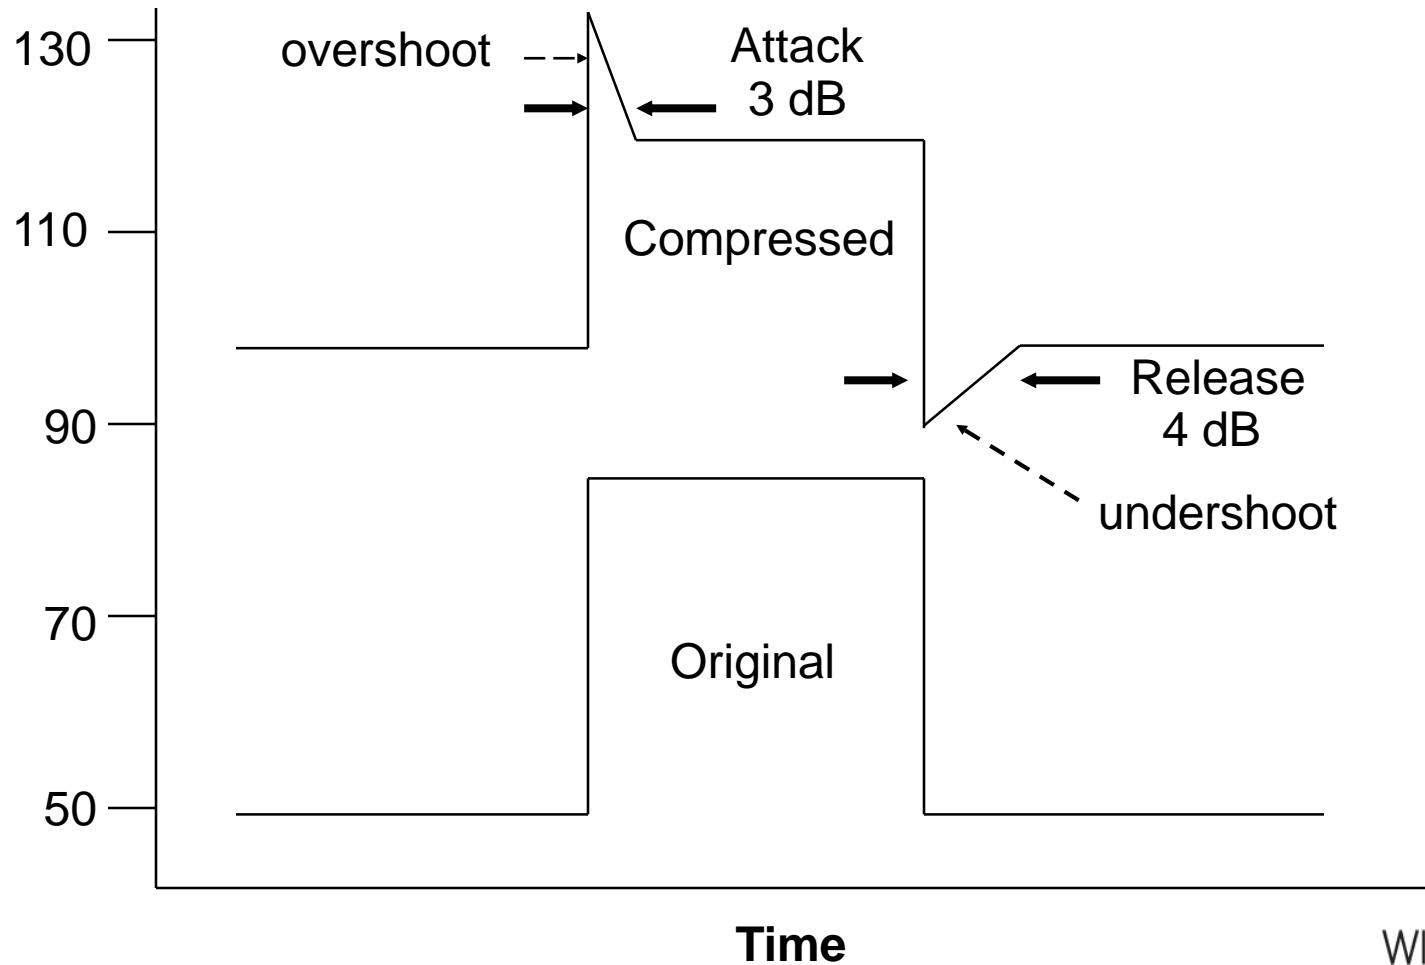 130
overshoot
Attack
3 dB
110
Compressed
90
Release
4 dB
undershoot
70
Original
50
Time